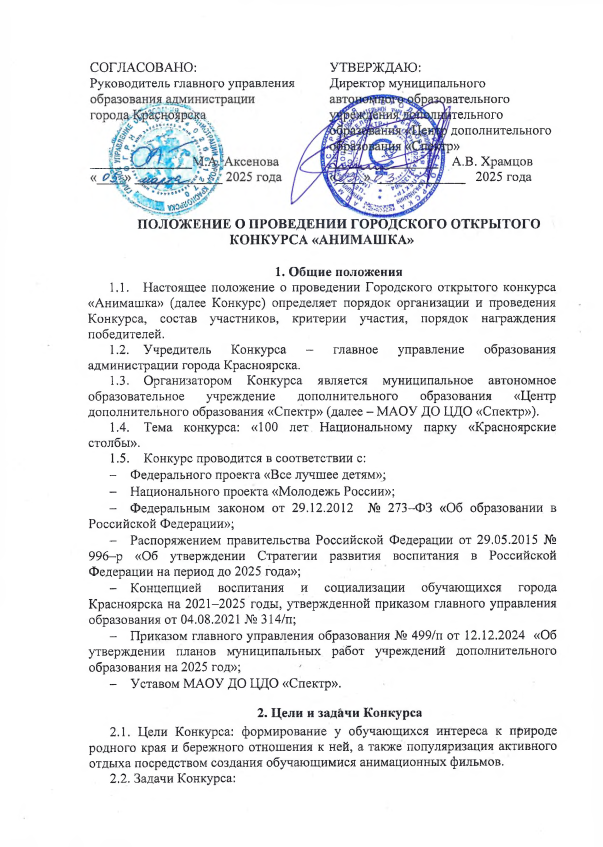 СОГЛАСОВАНО:
Руководитель главного управления
образования администрации
города Красноярска
М.А. Аксенова
« » марта 2025 года
УТВЕРЖДАЮ:
Директор муниципального
автономного образовательного
учреждения дополнительного
образования «Центр дополнительного
образования «Спектр»
А.В. Храмцов
« » 2025 года
ПОЛОЖЕНИЕ О ПРОВЕДЕНИИ ГОРОДСКОГО ОТКРЫТОГО
КОНКУРСА «АНИМАШКА»
1. Общие положения
1.1. Настоящее положение о проведении Городского открытого конкурса
«Анимашка» (далее Конкурс) определяет порядок организации и проведения
Конкурса, состав участников, критерии участия, порядок награждения
победителей.
1.2. Учредитель Конкурса – главное управление образования
администрации города Красноярска.
1.3. Организатором Конкурса является муниципальное автономное
образовательное учреждение дополнительного образования «Центр
дополнительного образования «Спектр» (далее – МАОУ ДО ЦДО «Спектр»).
1.4. Тема конкурса: «100 лет Национальному парку «Красноярские
столбы».
1.5. Конкурс проводится в соответствии с:
– Федерального проекта «Все лучшее детям»;
– Национального проекта «Молодежь России»;
– Федеральным законом от 29.12.2012 № 273–ФЗ «Об образовании в
Российской Федерации»;
– Распоряжением правительства Российской Федерации от 29.05.2015 №
996–р «Об утверждении Стратегии развития воспитания в Российской
Федерации на период до 2025 года»;
– Концепцией воспитания и социализации обучающихся города
Красноярска на 2021–2025 годы, утвержденной приказом главного управления
образования от 04.08.2021 № 314/п;
– Приказом главного управления образования № 499/п от 12.12.2024 «Об
утверждении планов муниципальных работ учреждений дополнительного
образования на 2025 год»;
– Уставом МАОУ ДО ЦДО «Спектр».
2. Цели и задачи Конкурса
2.1. Цели Конкурса: формирование у обучающихся интереса к природе
родного края и бережного отношения к ней, а также популяризация активного
отдыха посредством создания обучающимися анимационных фильмов.
2.2. Задачи Конкурса: